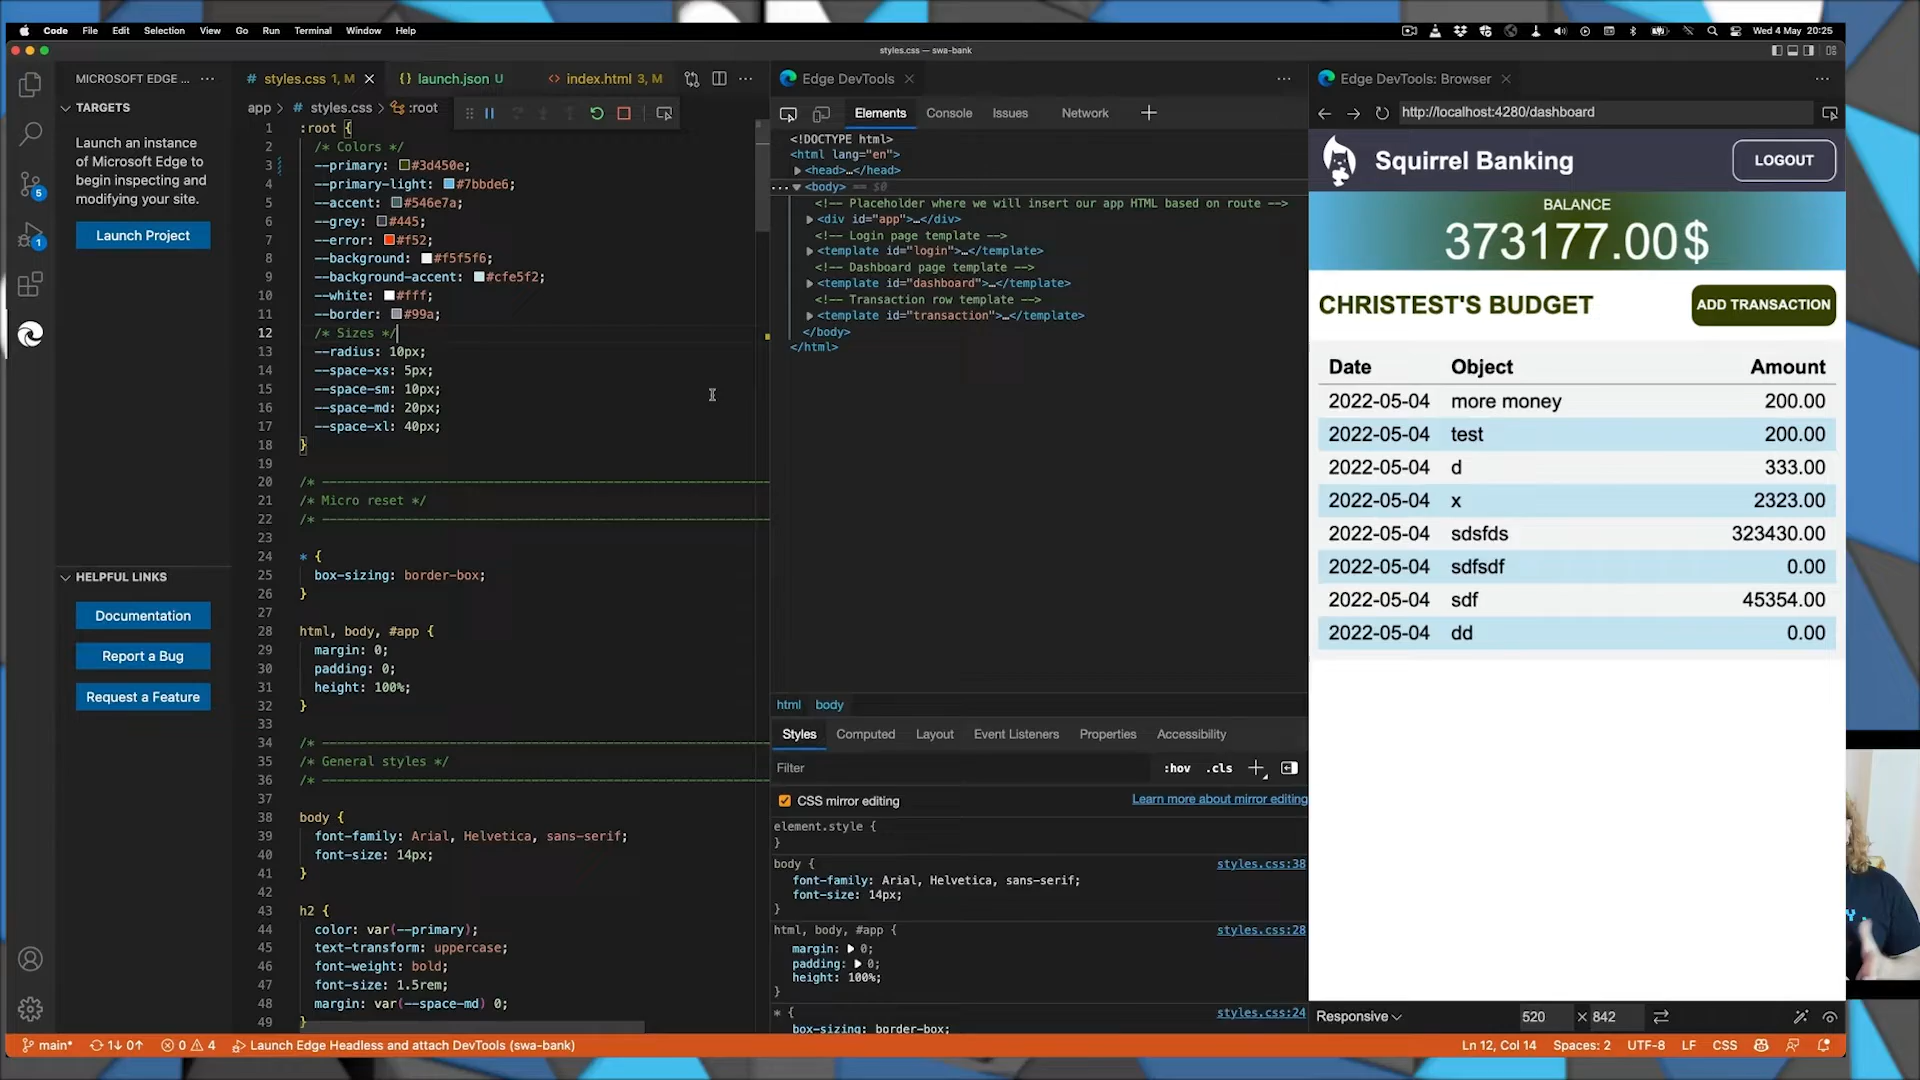 Code File Edit Selection View Go Run Terminal Window Help
Wed 4 May 20:25
styles.css — swa-bank
MICROSOFT EDGE ... ···
TARGETS
Launch an instance
of Microsoft Edge to
begin inspecting and
modifying your site.
Launch Project
HELPFUL LINKS
Documentation
Report a Bug
Request a Feature
5
1
# styles.css 1, M
{} launch.json U
<> index.html 3, M
app > # styles.css > :root
1 :root {
2 /* Colors */
3 --primary: #3d450e;
4 --primary-light: #7bbde6;
5 --accent: #546e7a;
6 --grey: #445;
7 --error: #f52;
8 --background: #f5f5f6;
9 --background-accent: #cfe5f2;
10 --white: #fff;
11 --border: #99a;
12 /* Sizes */
13 --radius: 10px;
14 --space-xs: 5px;
15 --space-sm: 10px;
16 --space-md: 20px;
17 --space-xl: 40px;
18 }
19
20 /* --------------------------------
21 /* Micro reset */
22 /* --------------------------------
23
24 * {
25 box-sizing: border-box;
26 }
27
28 html, body, #app {
29 margin: 0;
30 padding: 0;
31 height: 100%;
32 }
33
34 /* --------------------------------
35 /* General styles */
36 /* --------------------------------
37
38 body {
39 font-family: Arial, Helvetica, sans-serif;
40 font-size: 14px;
41 }
42
43 h2 {
44 color: var(--primary);
45 text-transform: uppercase;
46 font-weight: bold;
47 font-size: 1.5rem;
48 margin: var(--space-md) 0;
49 }
Edge DevTools
Elements Console Issues Network
<!DOCTYPE html>
<html lang="en">
<head>…</head>
··· <body> == $0
<!-- Placeholder where we will insert our app HTML based on route -->
<div id="app">…</div>
<!-- Login page template -->
<template id="login">…</template>
<!-- Dashboard page template -->
<template id="dashboard">…</template>
<!-- Transaction row template -->
<template id="transaction">…</template>
</body>
</html>
html body
Styles Computed Layout Event Listeners Properties Accessibility
Filter :hov .cls
CSS mirror editing Learn more about mirror editing
element.style {
}
body { styles.css:38
font-family: Arial, Helvetica, sans-serif;
font-size: 14px;
}
html, body, #app { styles.css:28
margin: 0;
padding: 0;
height: 100%;
}
* { styles.css:24
box-sizing: border-box;
Edge DevTools: Browser
http://localhost:4280/dashboard
Squirrel Banking LOGOUT
BALANCE
373177.00$
CHRISTEST'S BUDGET ADD TRANSACTION
Date Object Amount
2022-05-04 more money 200.00
2022-05-04 test 200.00
2022-05-04 d 333.00
2022-05-04 x 2323.00
2022-05-04 sdsfds 323430.00
2022-05-04 sdfsdf 0.00
2022-05-04 sdf 45354.00
2022-05-04 dd 0.00
Responsive 520 × 842
main* 1↓ 0↑ 0 4 Launch Edge Headless and attach DevTools (swa-bank)
Ln 12, Col 14 Spaces: 2 UTF-8 LF CSS